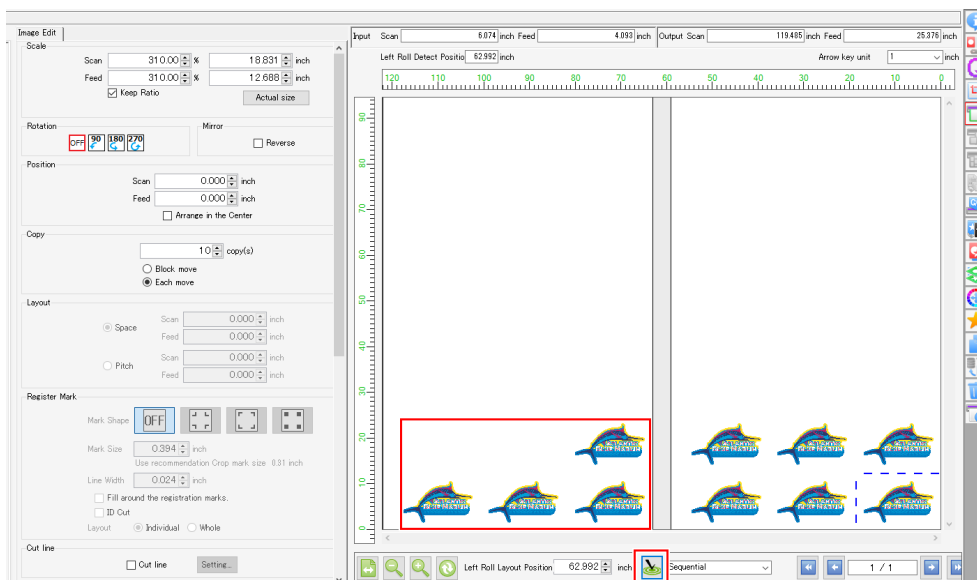 Image Edit
Input Scan 6.074 inch Feed 4.093 inch Output Scan 119.485 inch Feed 25.376 inch
Scale
Scan 310.00 % 18.831 inch
Feed 310.00 % 12.688 inch
Keep Ratio
Actual size
Left Roll Detect Positio 62.992 inch
Arrow key unit 1 inch
120 110 100 90 80 70 60 50 40 30 20 10 0
90
80
70
60
50
40
30
20
10
0
Rotation
OFF 90 180 270
Mirror
Reverse
Position
Scan 0.000 inch
Feed 0.000 inch
Arrange in the Center
Copy
10 copy(s)
Block move
Each move
Layout
Space
Scan 0.000 inch
Feed 0.000 inch
Pitch
Scan 0.000 inch
Feed 0.000 inch
Register Mark
Mark Shape OFF
Mark Size 0.394 inch
Use recommendation Crop mark size 0.31 inch
Line Width 0.024 inch
Fill around the registration marks.
ID Cut
Layout Individual Whole
Cut line
Cut line Setting...
Left Roll Layout Position 62.992 inch
Sequential
1 / 1